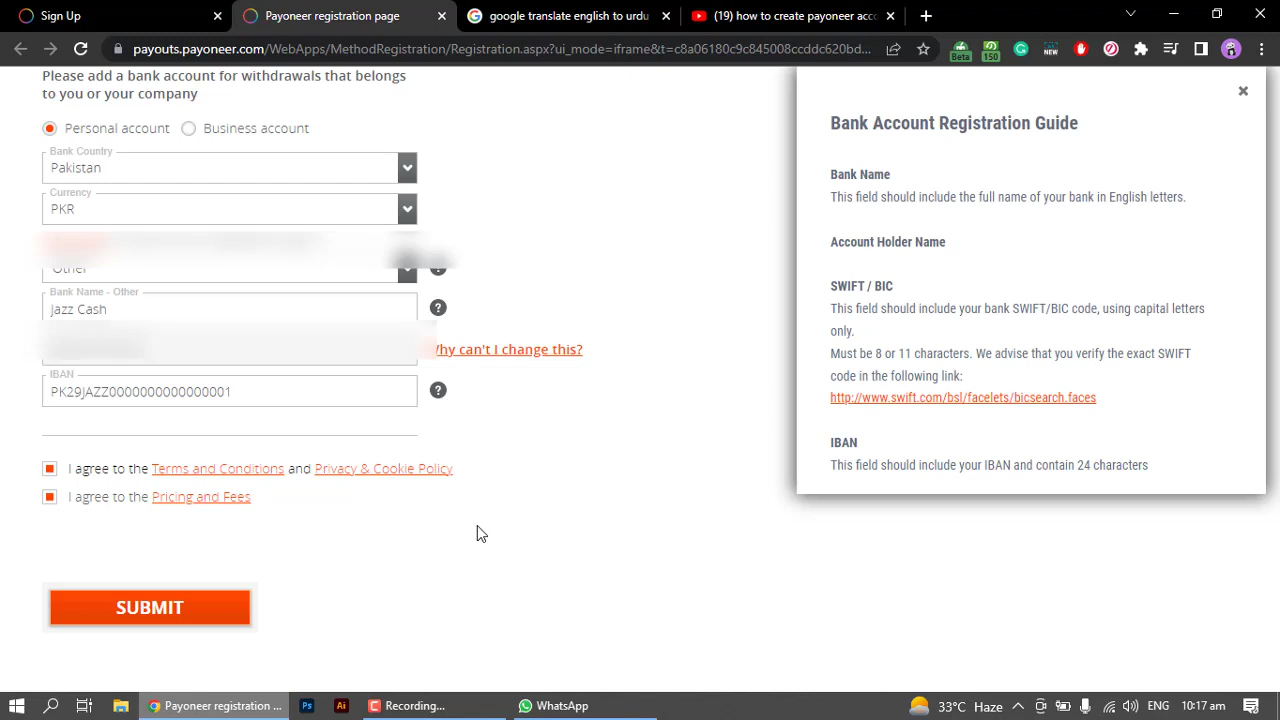 Sign Up
Payoneer registration page
google translate english to urdu
(19) how to create payoneer acc
payouts.payoneer.com/WebApps/MethodRegistration/Registration.aspx?ui_mode=iframe&t=c8a06180c9c845008ccddc620bd...
Beta
150
NEW
Please add a bank account for withdrawals that belongs
to you or your company
Personal account
Business account
Bank Country
Pakistan
Currency
PKR
Other
Bank Name - Other
Jazz Cash
Why can't I change this?
IBAN
PK29JAZZ0000000000000001
I agree to the Terms and Conditions and Privacy & Cookie Policy
I agree to the Pricing and Fees
SUBMIT
Bank Account Registration Guide
Bank Name
This field should include the full name of your bank in English letters.
Account Holder Name
SWIFT / BIC
This field should include your bank SWIFT/BIC code, using capital letters
only.
Must be 8 or 11 characters. We advise that you verify the exact SWIFT
code in the following link:
http://www.swift.com/bsl/facelets/bicsearch.faces
IBAN
This field should include your IBAN and contain 24 characters
Payoneer registration ...
Ps
Ai
Recording...
WhatsApp
33°C Haze
ENG
10:17 am